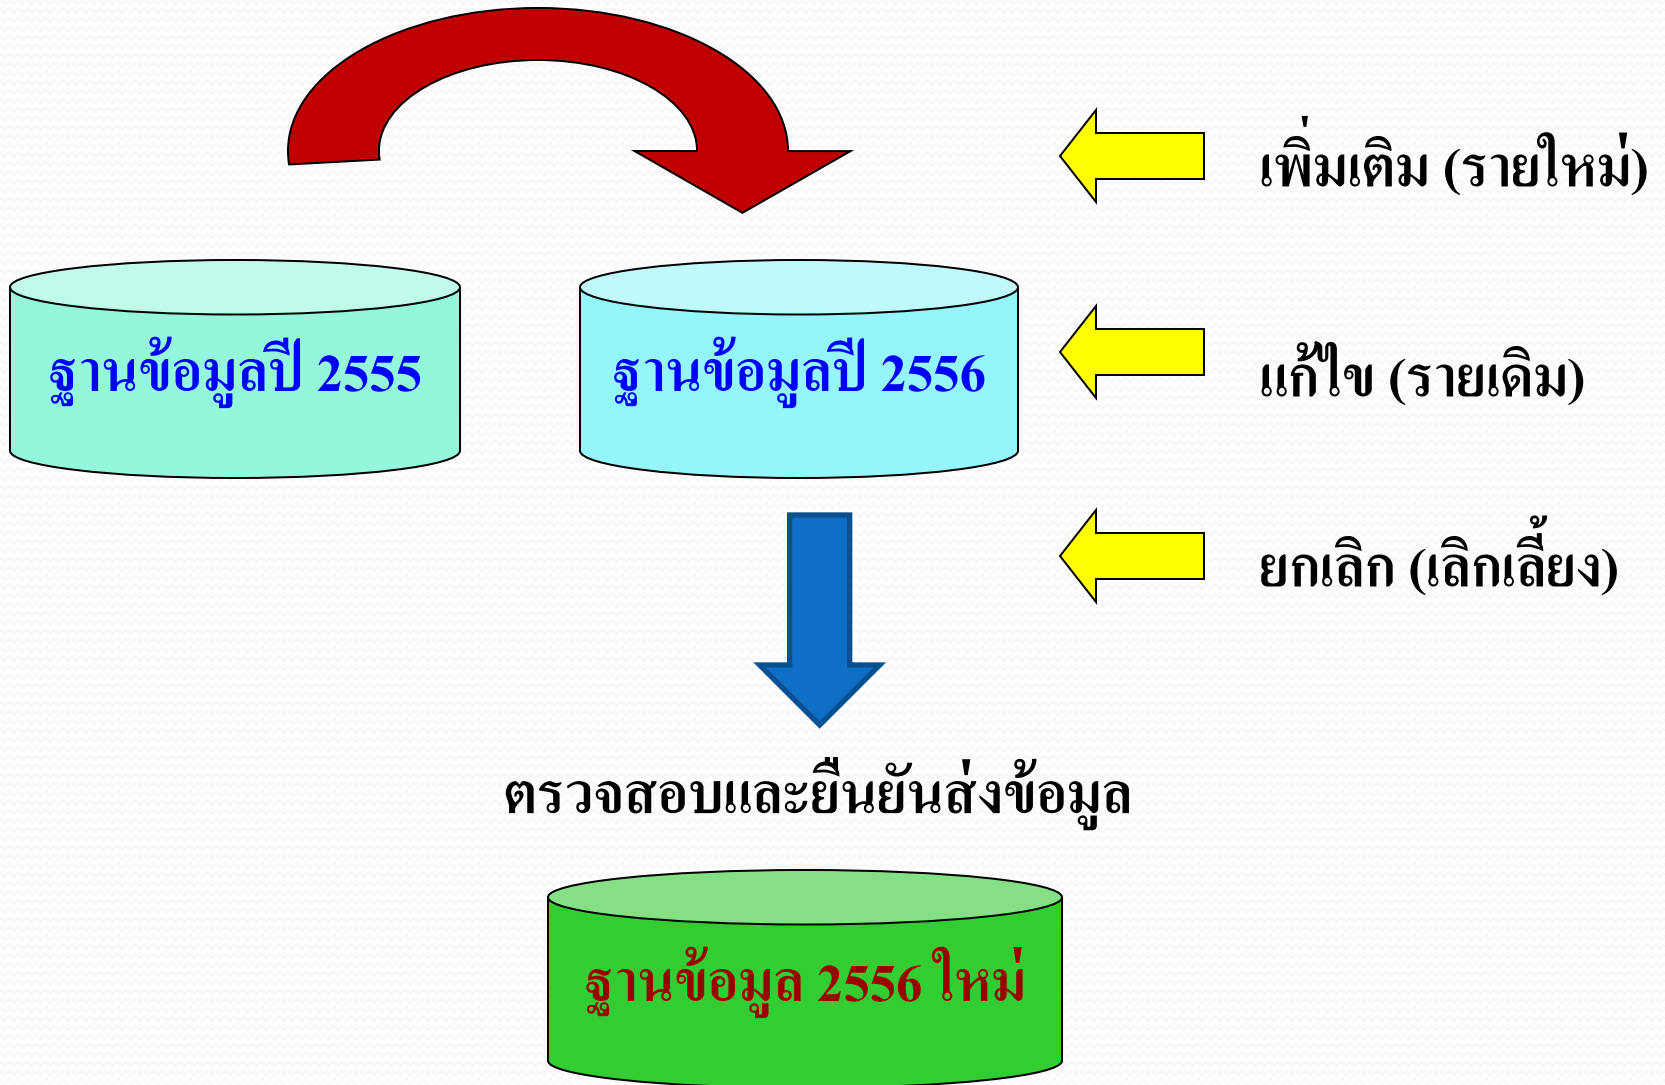 เพิ่มเติม (รายใหม่)
ฐานข้อมูลปี 2555
ฐานข้อมูลปี 2556
แก้ไข (รายเดิม)
ยกเลิก (เลิกเลี้ยง)
ตรวจสอบและยืนยันส่งข้อมูล
ฐานข้อมูล 2556 ใหม่